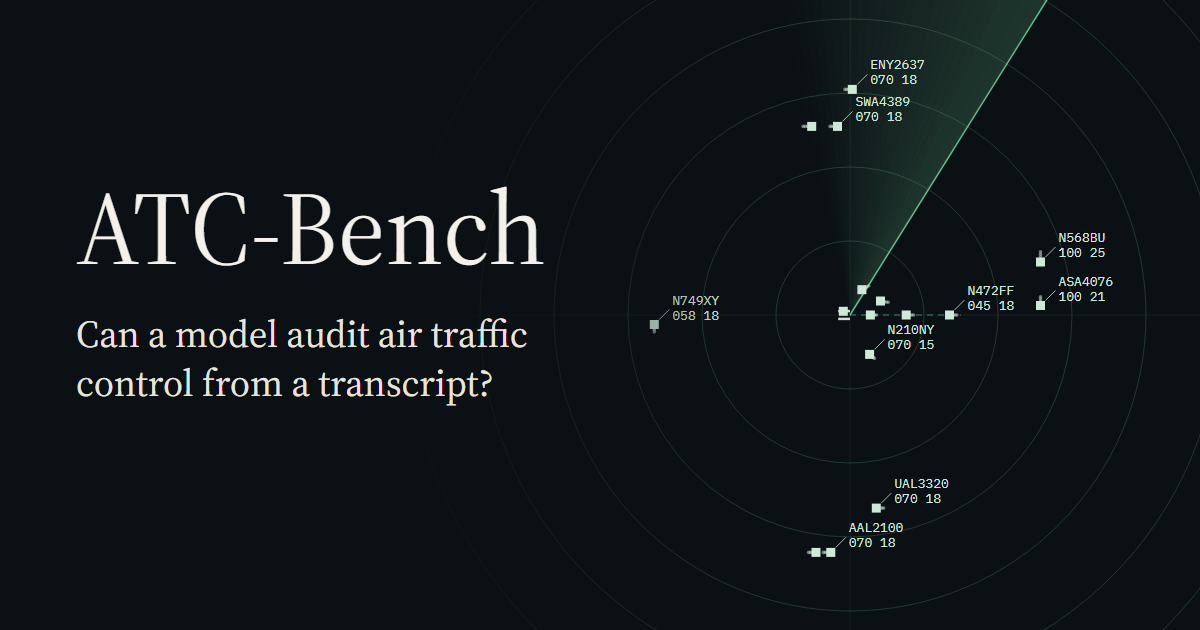 ATC-Bench
Can a model audit air traffic
control from a transcript?
ENY2637
070 18
SWA4389
070 18
N568BU
100 25
ASA4076
100 21
N472FF
045 18
N749XY
058 18
N210NY
070 15
UAL3320
070 18
AAL2100
070 18